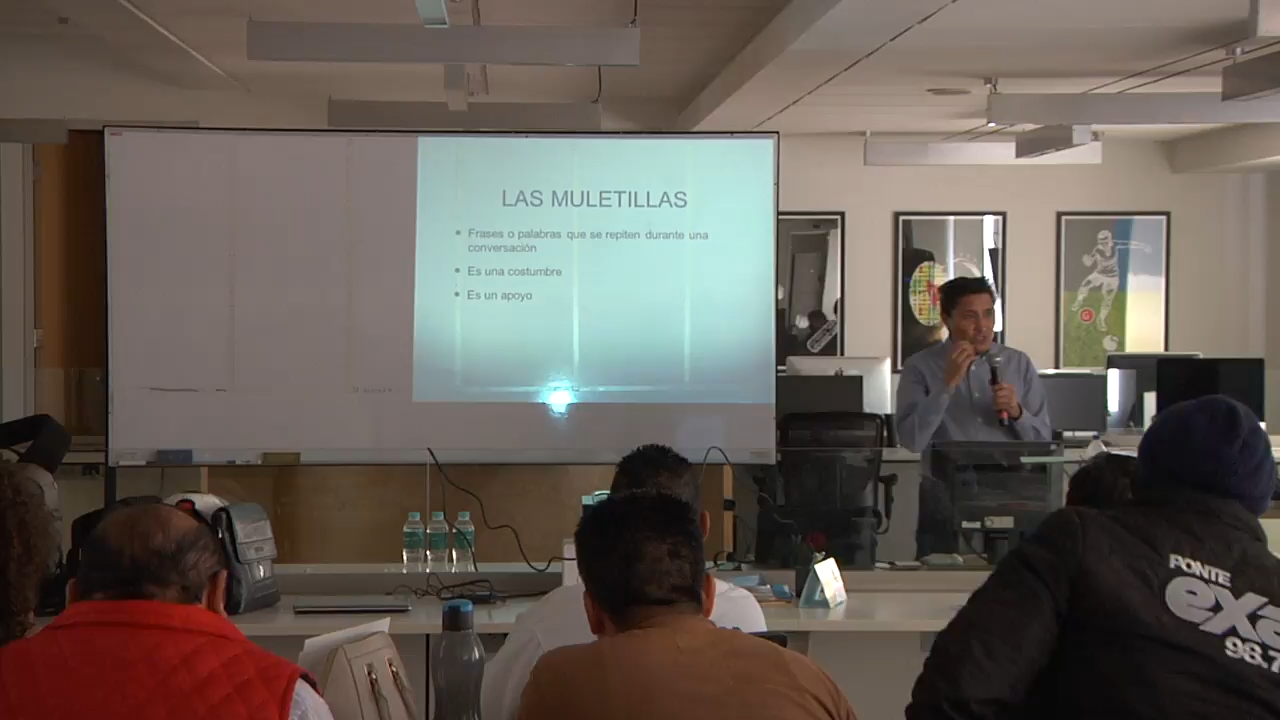 LAS MULETILLAS
Frases o palabras que se repiten durante una
conversación
Es una costumbre
Es un apoyo
PONTE
exa
98.7